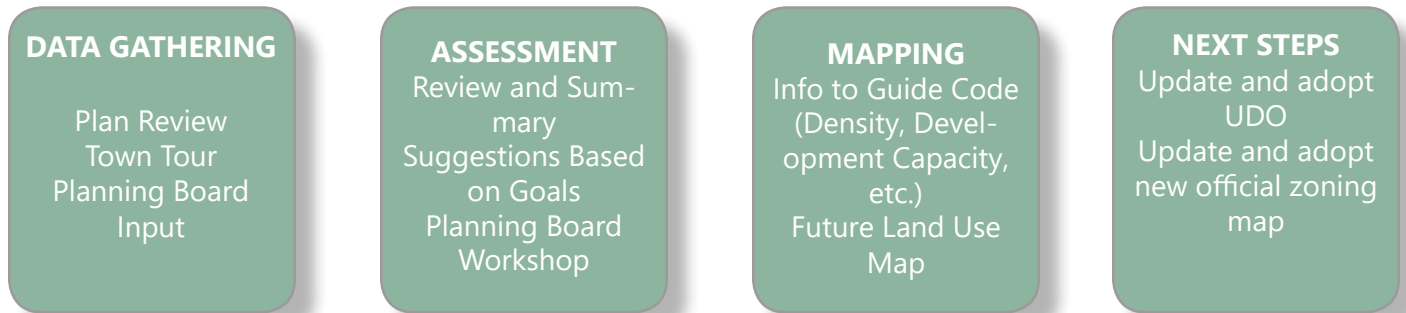 DATA GATHERING
Plan Review
Town Tour
Planning Board
Input
ASSESSMENT
Review and Sum-
mary
Suggestions Based
on Goals
Planning Board
Workshop
MAPPING
Info to Guide Code
(Density, Devel-
opment Capacity,
etc.)
Future Land Use
Map
NEXT STEPS
Update and adopt
UDO
Update and adopt
new official zoning
map